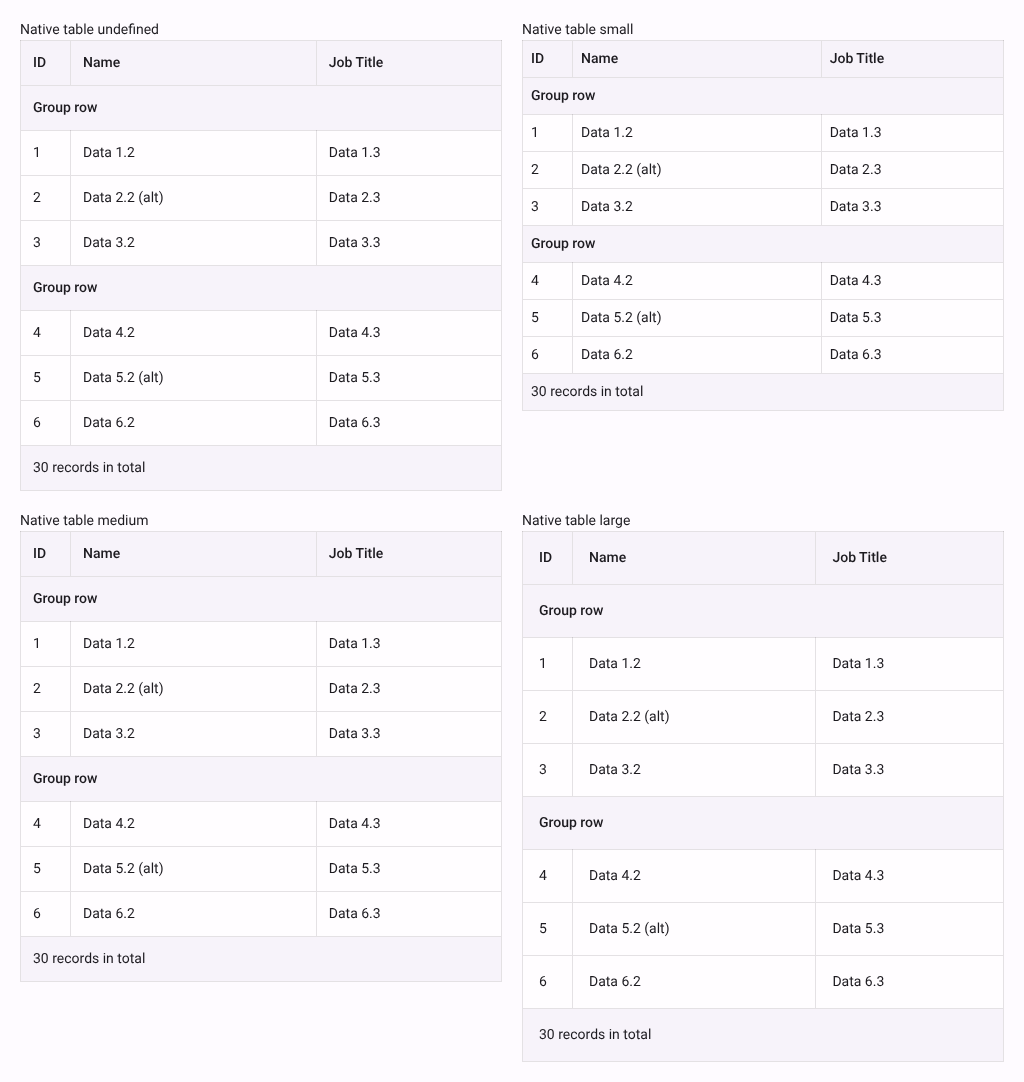 Native table undefined
ID Name Job Title
Group row
1 Data 1.2 Data 1.3
2 Data 2.2 (alt) Data 2.3
3 Data 3.2 Data 3.3
Group row
4 Data 4.2 Data 4.3
5 Data 5.2 (alt) Data 5.3
6 Data 6.2 Data 6.3
30 records in total
Native table small
ID Name Job Title
Group row
1 Data 1.2 Data 1.3
2 Data 2.2 (alt) Data 2.3
3 Data 3.2 Data 3.3
Group row
4 Data 4.2 Data 4.3
5 Data 5.2 (alt) Data 5.3
6 Data 6.2 Data 6.3
30 records in total
Native table medium
ID Name Job Title
Group row
1 Data 1.2 Data 1.3
2 Data 2.2 (alt) Data 2.3
3 Data 3.2 Data 3.3
Group row
4 Data 4.2 Data 4.3
5 Data 5.2 (alt) Data 5.3
6 Data 6.2 Data 6.3
30 records in total
Native table large
ID Name Job Title
Group row
1 Data 1.2 Data 1.3
2 Data 2.2 (alt) Data 2.3
3 Data 3.2 Data 3.3
Group row
4 Data 4.2 Data 4.3
5 Data 5.2 (alt) Data 5.3
6 Data 6.2 Data 6.3
30 records in total